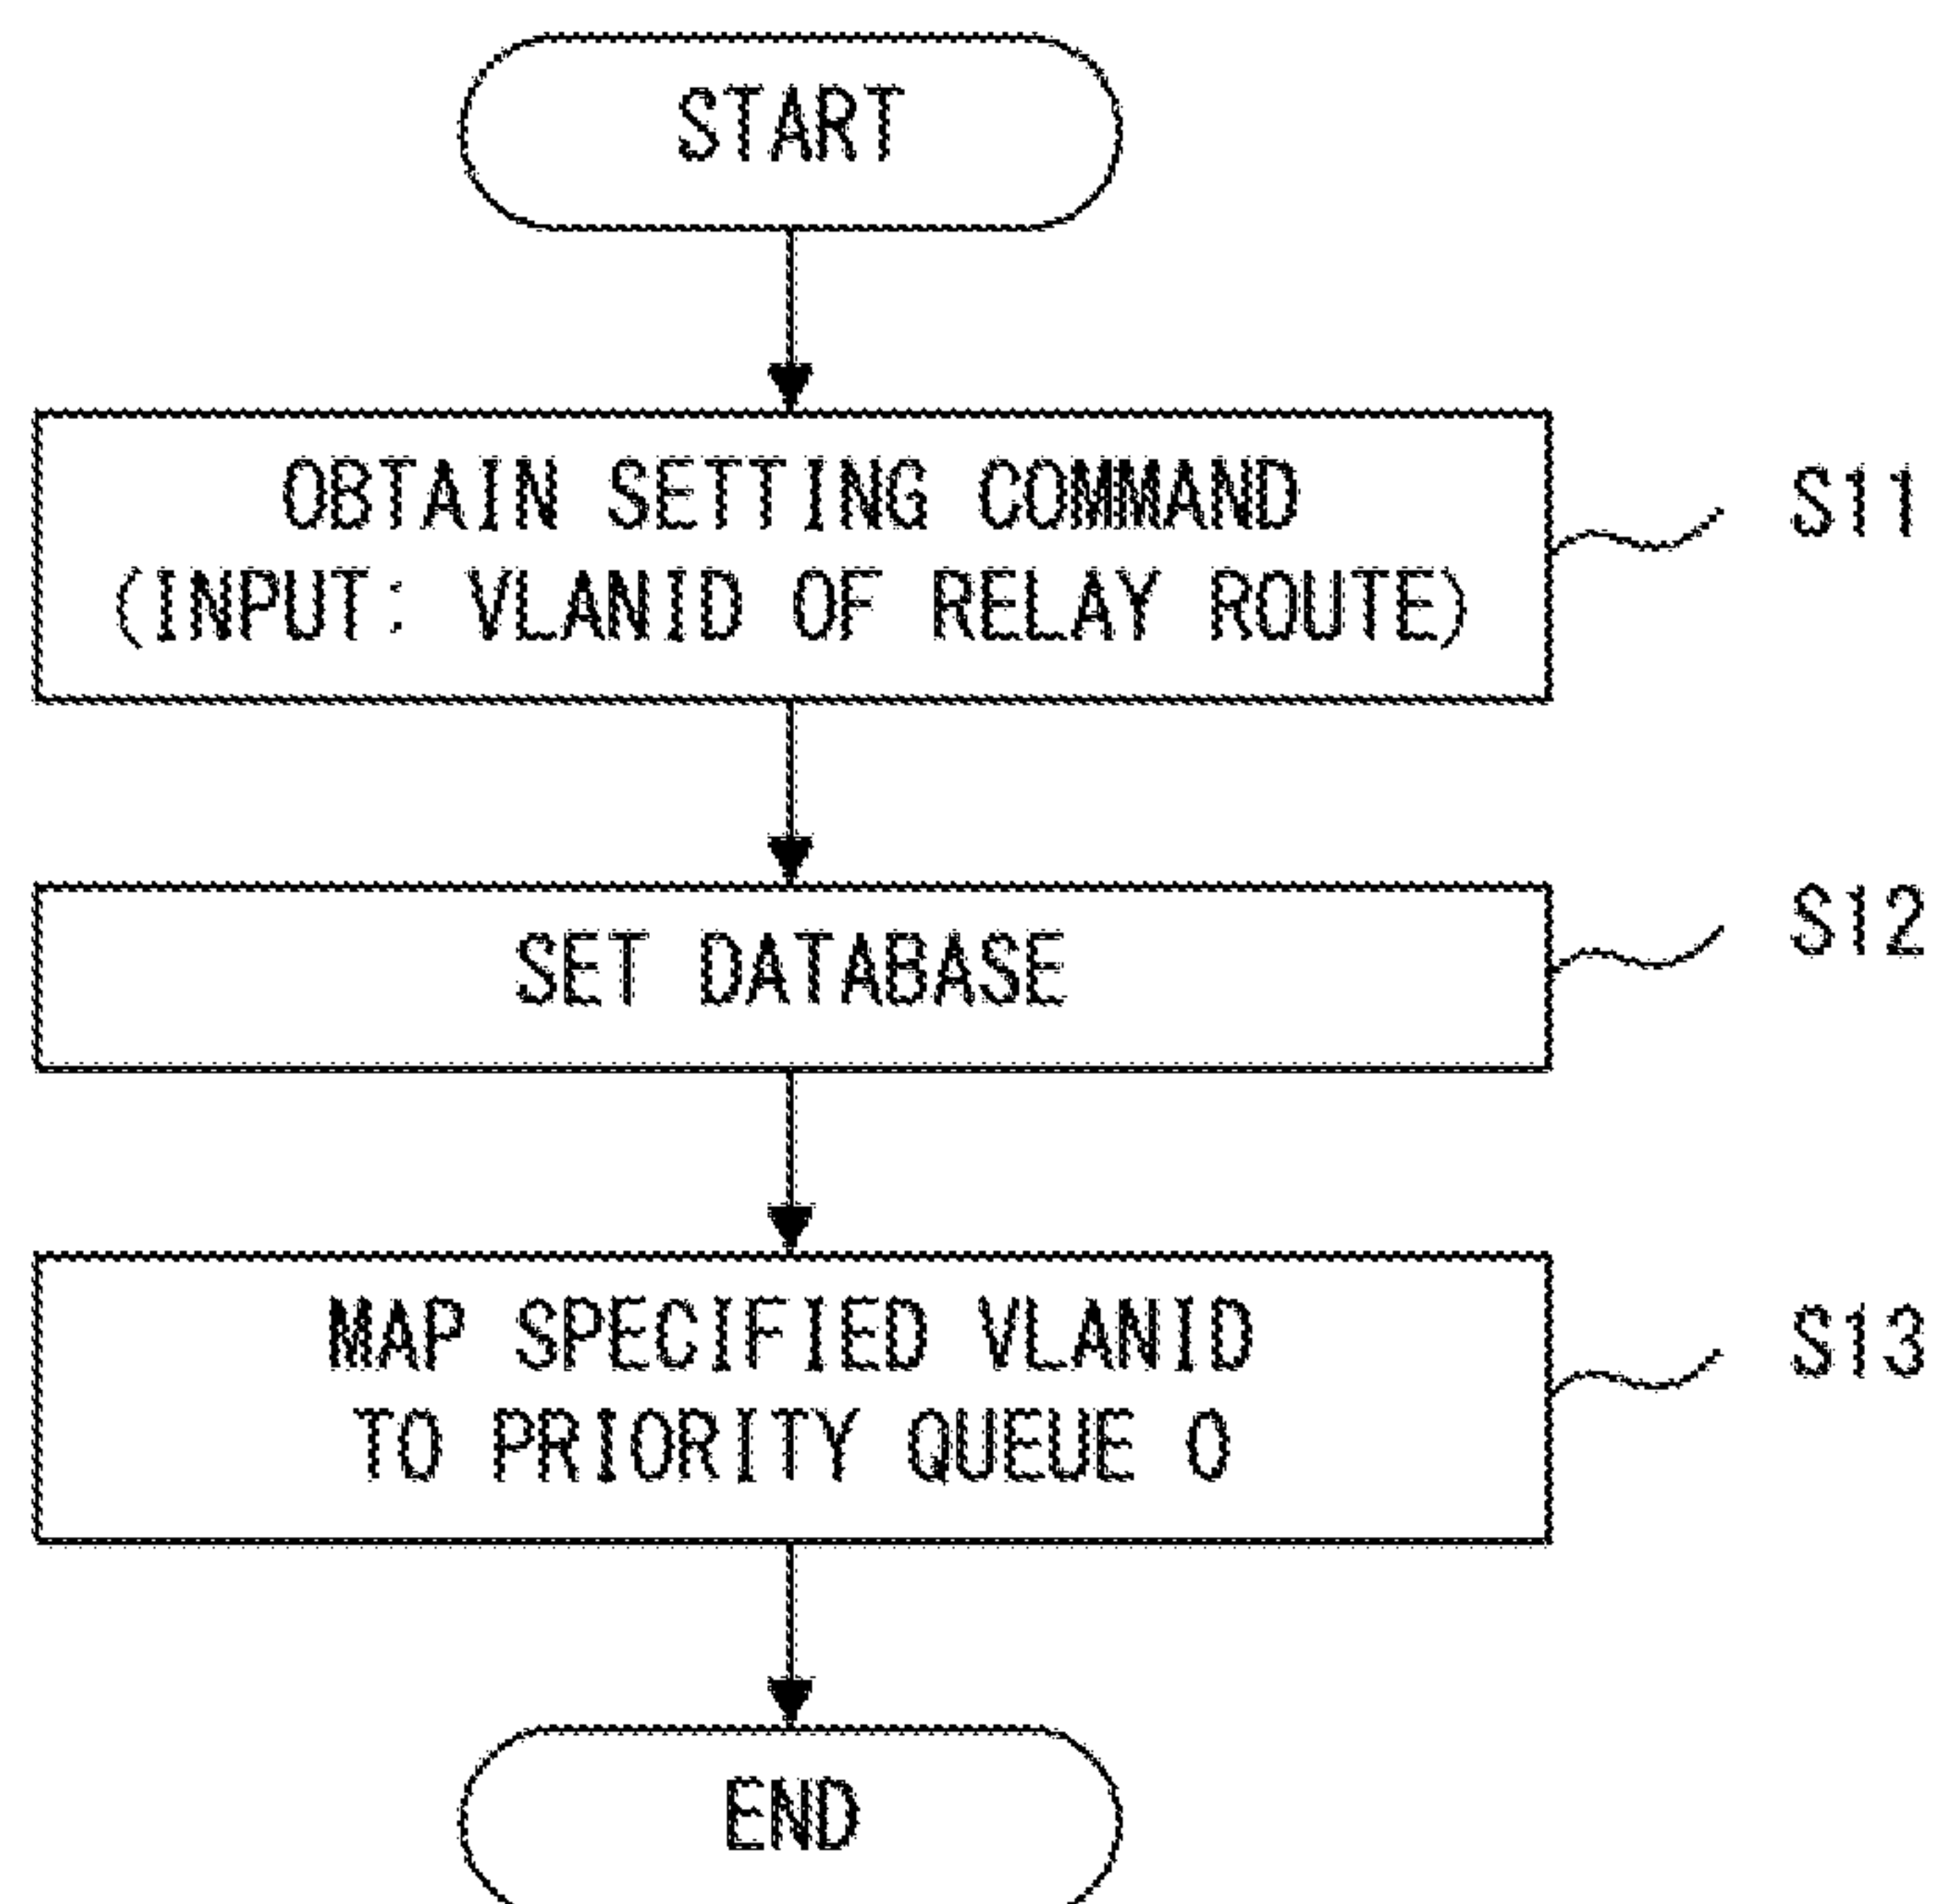 START
OBTAIN SETTING COMMAND
(INPUT: VLANID OF RELAY ROUTE)
S11
SET DATABASE
S12
MAP SPECIFIED VLANID
TO PRIORITY QUEUE 0
S13
END